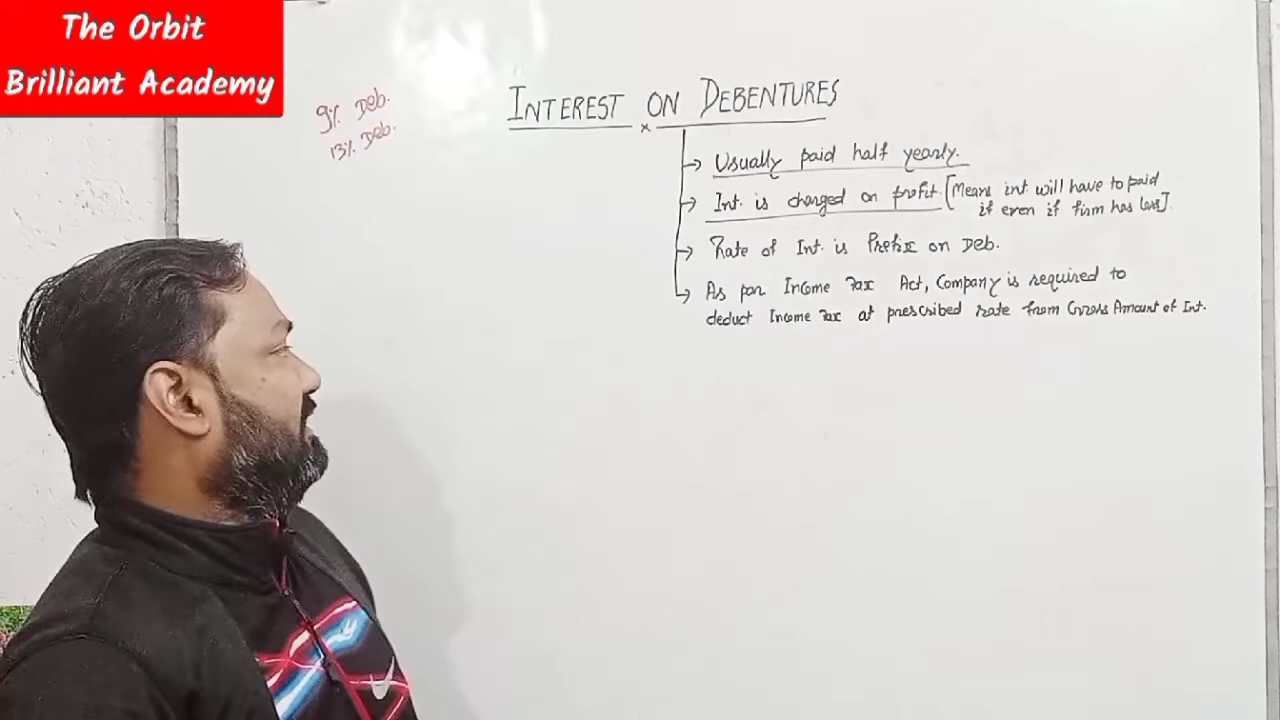 The Orbit
Brilliant Academy
9% Deb.
13% Deb.
INTEREST ON DEBENTURES
Usually paid half yearly.
Int. is charged on profit. [Means int. will have to paid
if even if firm has loss].
Rate of Int. is Prefix on Deb.
As per Income Tax Act, Company is required to
deduct Income Tax at prescribed rate from Gross Amount of Int.